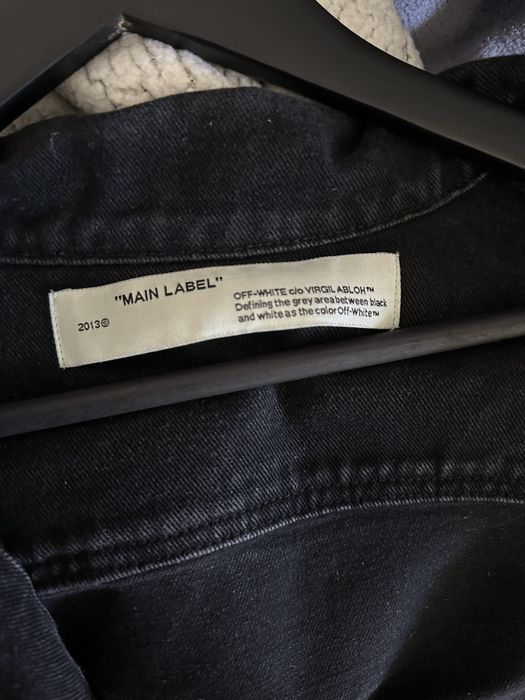 "MAIN LABEL"
2013©
OFF-WHITE c/o VIRGIL ABLOH™
Defining the grey area between black
and white as the color Off-White™